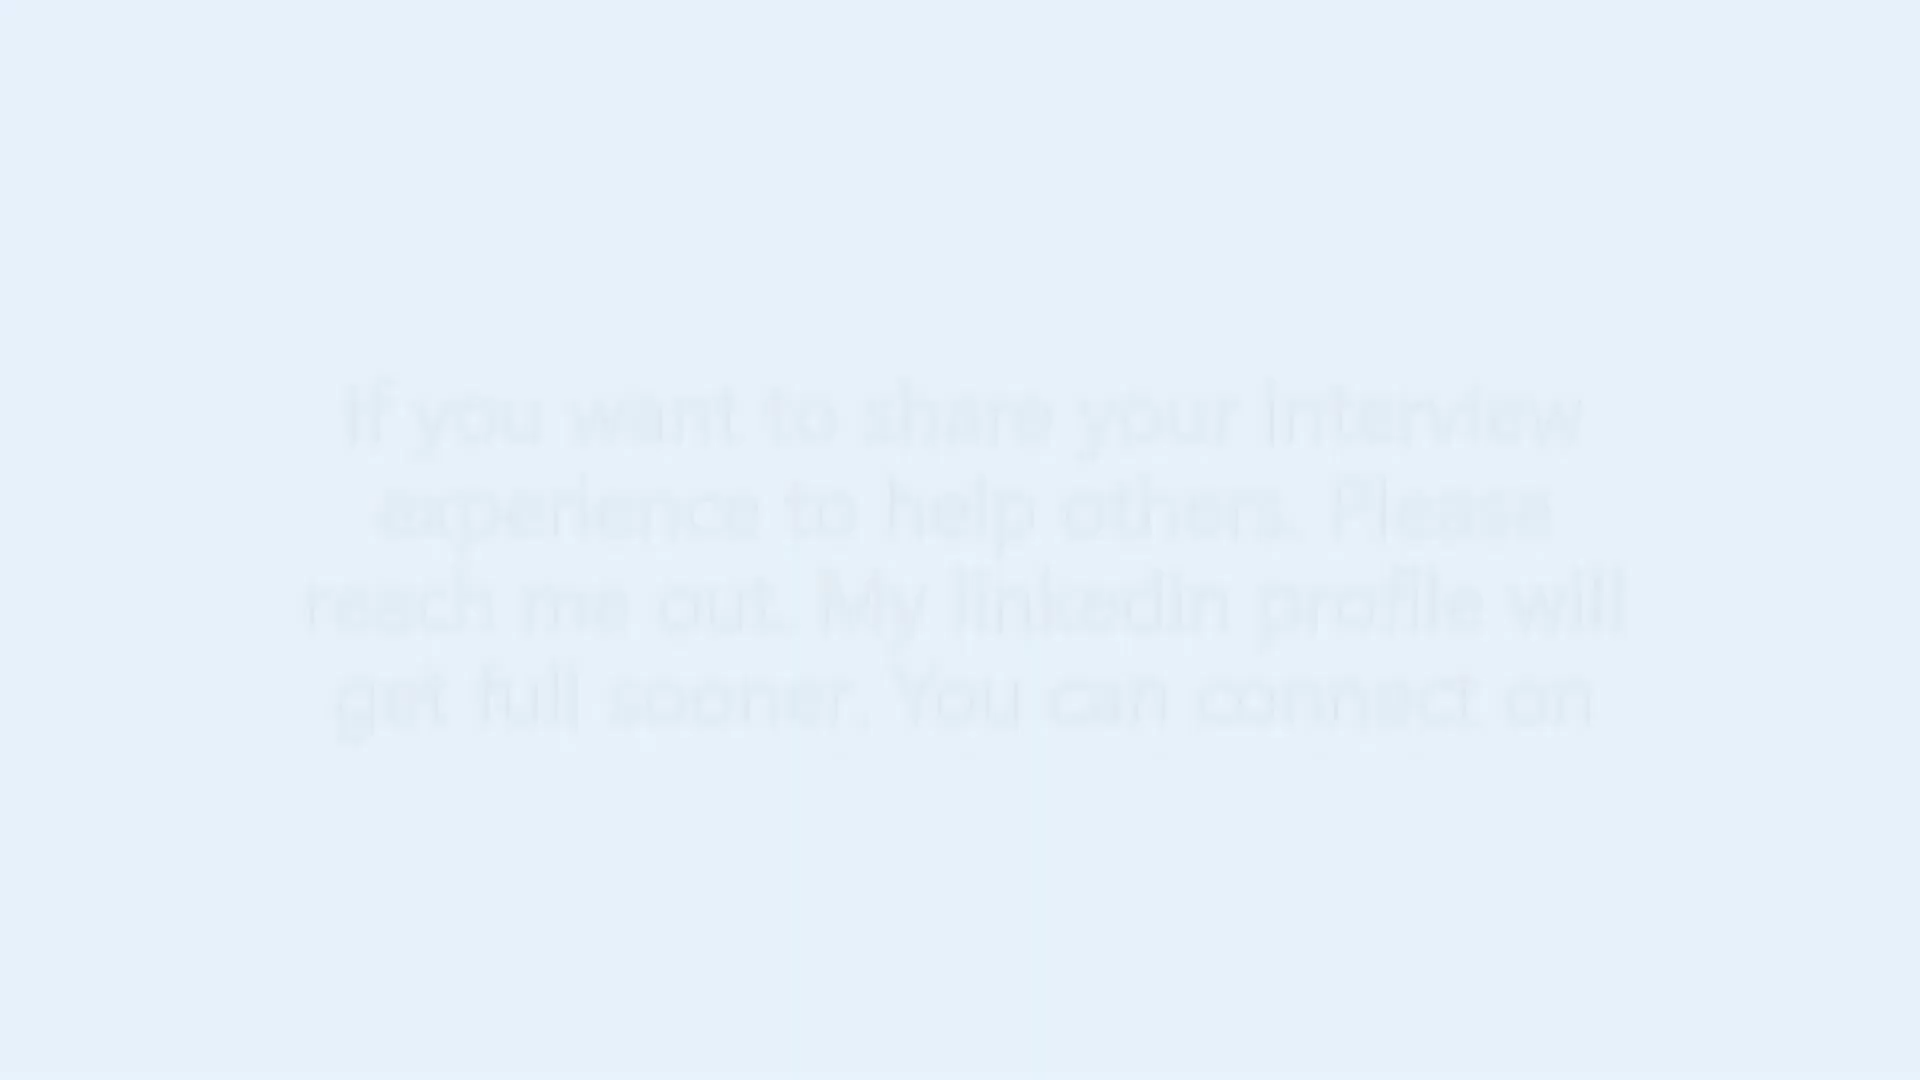 If you want to share your interview
experience to help others. Please
reach me out. My linkedIn profile will
get full sooner. You can connect on